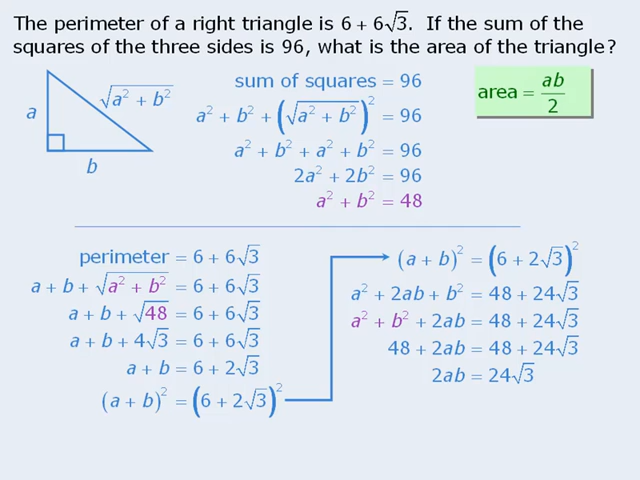 The perimeter of a right triangle is 6 + 6√3. If the sum of the
squares of the three sides is 96, what is the area of the triangle?
a
√(a² + b²)
b
sum of squares = 96
a² + b² + (√(a² + b²))² = 96
a² + b² + a² + b² = 96
2a² + 2b² = 96
a² + b² = 48
area = ab/2
perimeter = 6 + 6√3
a + b + √(a² + b²) = 6 + 6√3
a + b + √48 = 6 + 6√3
a + b + 4√3 = 6 + 6√3
a + b = 6 + 2√3
(a + b)² = (6 + 2√3)²
(a + b)² = (6 + 2√3)²
a² + 2ab + b² = 48 + 24√3
a² + b² + 2ab = 48 + 24√3
48 + 2ab = 48 + 24√3
2ab = 24√3